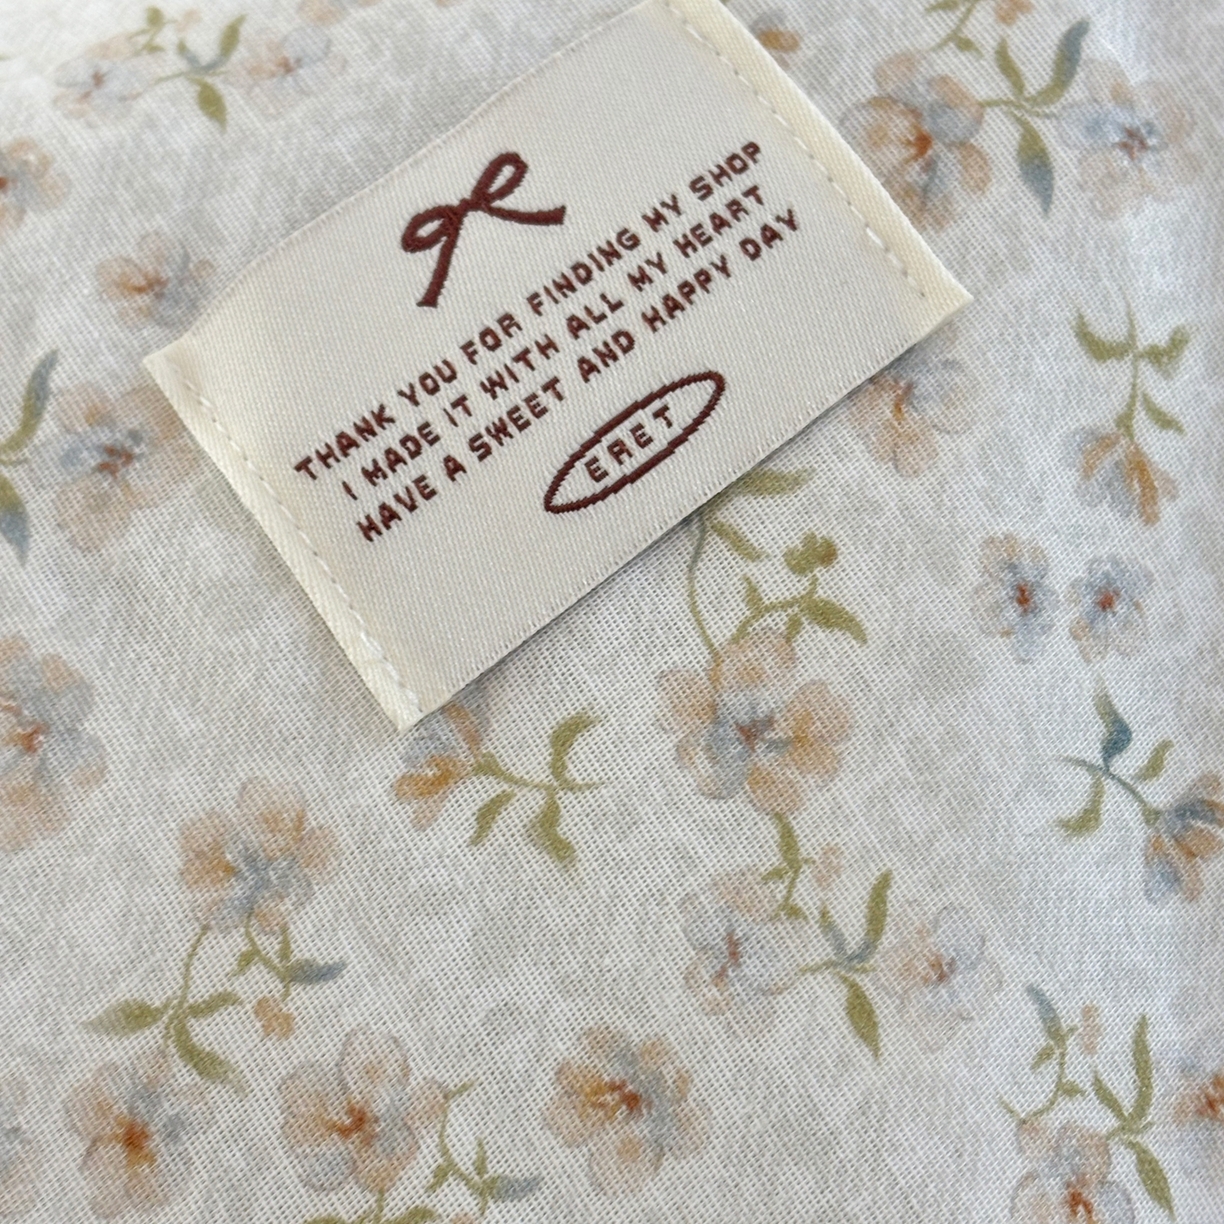 THANK YOU FOR FINDING MY SHOP
I MADE IT WITH ALL MY HEART
HAVE A SWEET AND HAPPY DAY
ERET